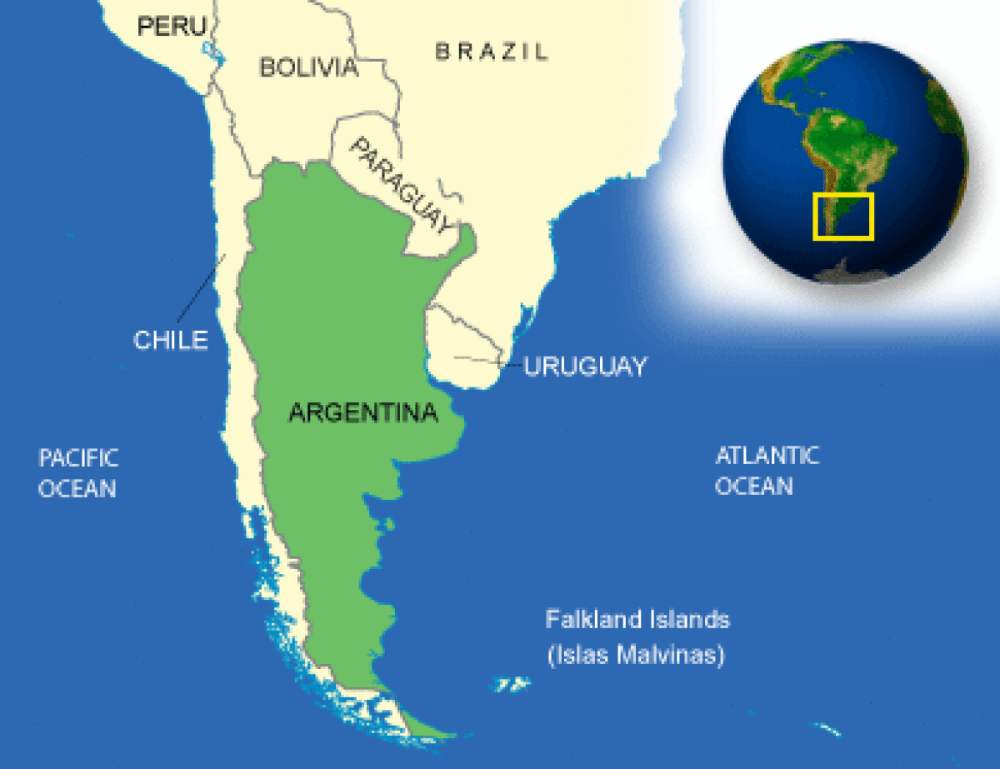 PERU
BOLIVIA
BRAZIL
PARAGUAY
CHILE
URUGUAY
ARGENTINA
PACIFIC
OCEAN
ATLANTIC
OCEAN
Falkland Islands
(Islas Malvinas)